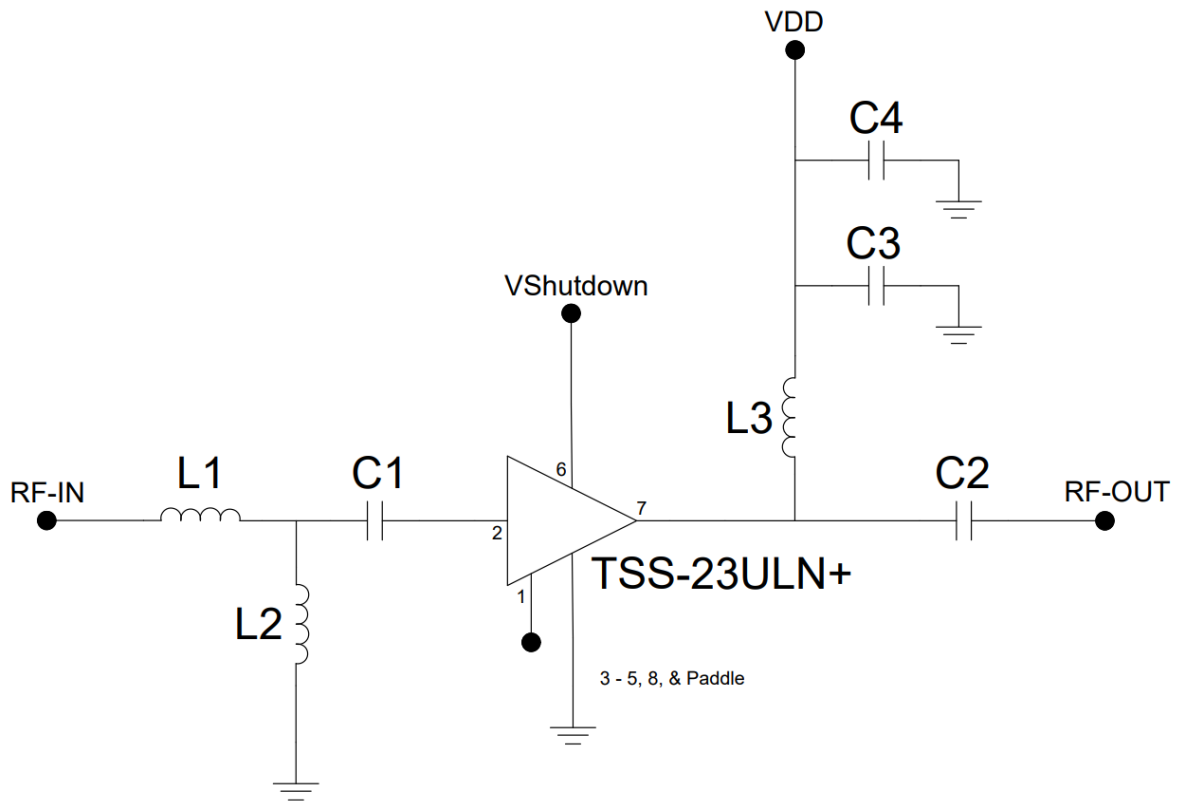 VDD
C4
C3
VShutdown
L3
L1
C1
C2
RF-IN
6
7
RF-OUT
2
TSS-23ULN+
1
L2
3 - 5, 8, & Paddle